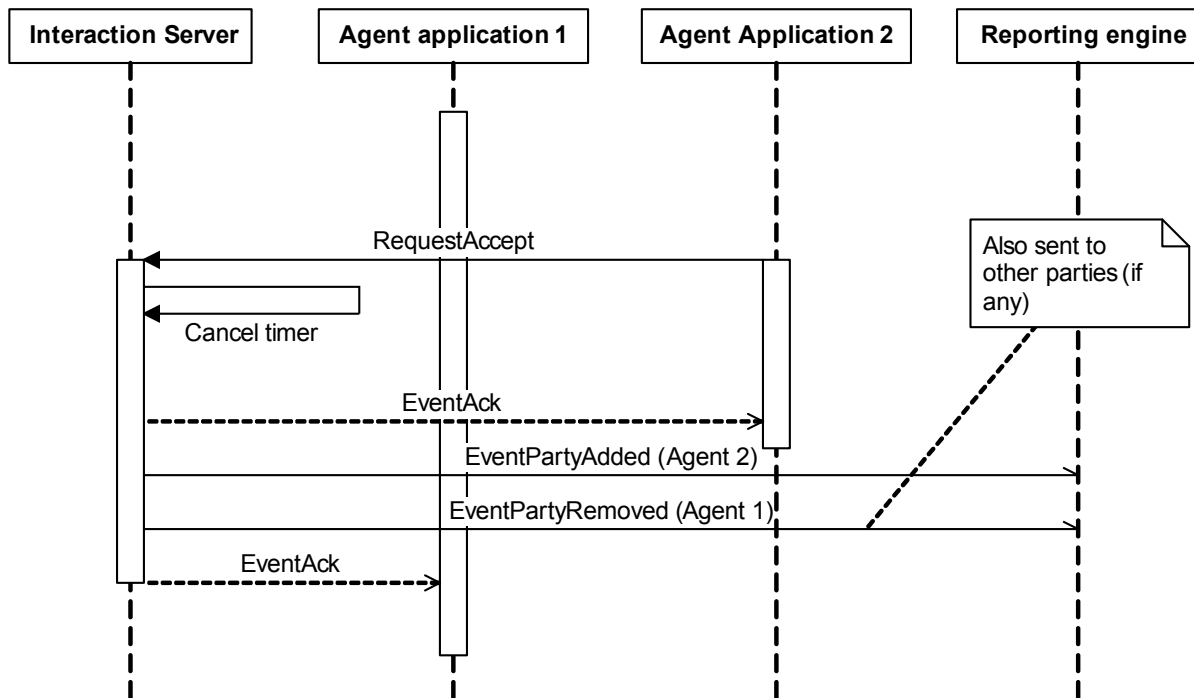 Interaction Server
Agent application 1
Agent Application 2
Reporting engine
RequestAccept
Also sent to
other parties (if
any)
Cancel timer
EventAck
EventPartyAdded (Agent 2)
EventPartyRemoved (Agent 1)
EventAck